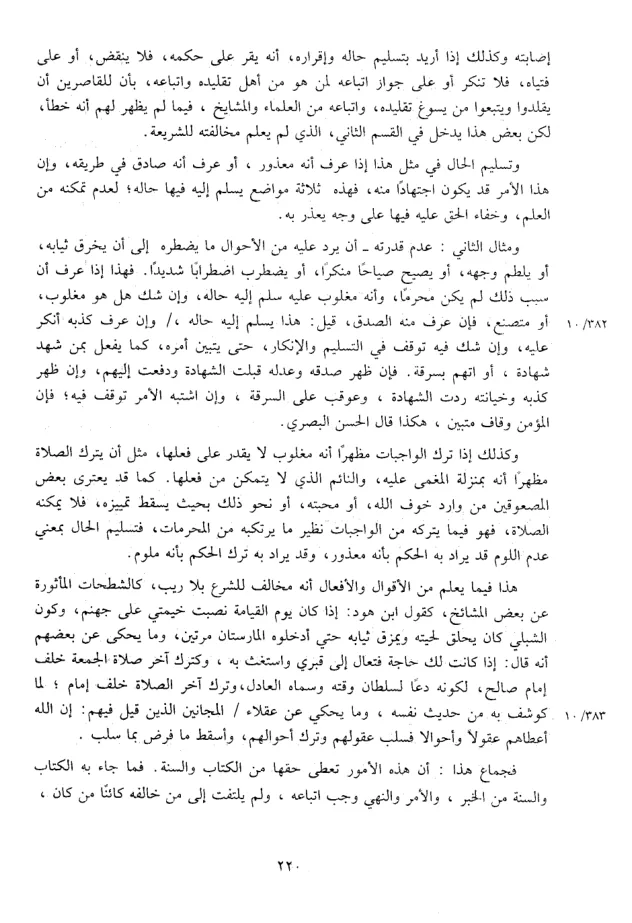 إصابته وكذلك إذا أريد بتسليم حاله وإقراره، أنه يقر على حكمه، فلا ينقض، أو على
فتياه، فلا تنكر أو على جواز اتباعه لمن هو من أهل تقليده واتباعه، بأن للقاصرين أن
يقلدوا ويتبعوا من يسوغ تقليده، واتباعه من العلماء والمشايخ ، فيما لم يظهر لهم أنه خطأ،
لكن بعض هذا يدخل في القسم الثاني، الذي لم يعلم مخالفته للشريعة.
وتسليم الحال في مثل هذا إذا عرف أنه معذور ، أو عرف أنه صادق في طريقه، وإن
هذا الأمر قد يكون اجتهادًا منه، فهذه ثلاثة مواضع يسلم إليه فيها حاله؛ لعدم تمكنه من
العلم، وخفاء الحق عليه فيها على وجه يعذر به.
ومثال الثاني : عدم قدرته ـ أن يرد عليه من الأحوال ما يضطره إلى أن يخرق ثيابه،
أو يلطم وجهه، أو يصيح صياحًا منكرًا، أو يضطرب اضطرابًا شديدًا. فهذا إذا عرف أن
سبب ذلك لم يكن محرمًا، وأنه مغلوب عليه سلم إليه حاله، وإن شك هل هو مغلوب،
أو متصنع، فإن عرف منه الصدق، قيل: هذا يسلم إليه حاله ،/ وإن عرف كذبه أنكر ١٠/٣٨٢
عليه، وإن شك فيه توقف في التسليم والإنكار، حتى يتبين أمره، كما يفعل بمن شهد
شهادة ، أو اتهم بسرقة. فإن ظهر صدقه وعدله قبلت الشهادة ودفعت إليهم، وإن ظهر
كذبه وخيانته ردت الشهادة ، وعوقب على السرقة ، وإن اشتبه الأمر توقف فيه؛ فإن
المؤمن وقاف متبين ، هكذا قال الحسن البصري.
وكذلك إذا ترك الواجبات مظهرًا أنه مغلوب لا يقدر على فعلها، مثل أن يترك الصلاة
مظهرًا أنه بمنزلة المغمى عليه، والنائم الذي لا يتمكن من فعلها. كما قد يعترى بعض
المصعوقين من وارد خوف الله، أو محبته، أو نحو ذلك بحيث يسقط تمييزه، فلا يمكنه
الصلاة، فهو فيما يتركه من الواجبات نظير ما يرتكبه من المحرمات، فتسليم الحال بمعني
عدم اللوم قد يراد به الحكم بأنه معذور، وقد يراد به ترك الحكم بأنه ملوم.
هذا فيما يعلم من الأقوال والأفعال أنه مخالف للشرع بلا ريب، كالشطحات المأثورة
عن بعض المشائخ، كقول ابن هود: إذا كان يوم القيامة نصبت خيمتي على جهنم، وكون
الشبلي كان يحلق لحيته ويمزق ثيابه حتي أدخلوه المارستان مرتين، وما يحكى عن بعضهم
أنه قال: إذا كانت لك حاجة فتعال إلى قبري واستغث به ، وكترك آخر صلاة الجمعة خلف
إمام صالح، لكونه دعًا لسلطان وقته وسماه العادل،وترك آخر الصلاة خلف إمام ؛ لما
كوشف به من حديث نفسه ، وما يحكي عن عقلاء / المجانين الذين قيل فيهم: إن الله ١٠/٣٨٣
أعطاهم عقولاً وأحوالا فسلب عقولهم وترك أحوالهم، وأسقط ما فرض بما سلب .
فجماع هذا : أن هذه الأمور تعطى حقها من الكتاب والسنة. فما جاء به الكتاب
والسنة من الخبر ، والأمر والنهي وجب اتباعه ، ولم يلتفت إلى من خالفه كائنًا من كان ،
٢٢٠